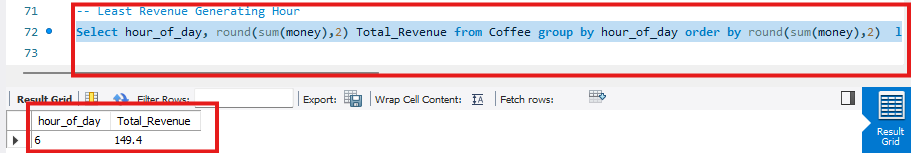 71 -- Least Revenue Generating Hour
72 Select hour_of_day, round(sum(money),2) Total_Revenue from Coffee group by hour_of_day order by round(sum(money),2) l
73
Result Grid Filter Rows: Export: Wrap Cell Content: Fetch rows:
hour_of_day Total_Revenue
6 149.4
Result
Grid